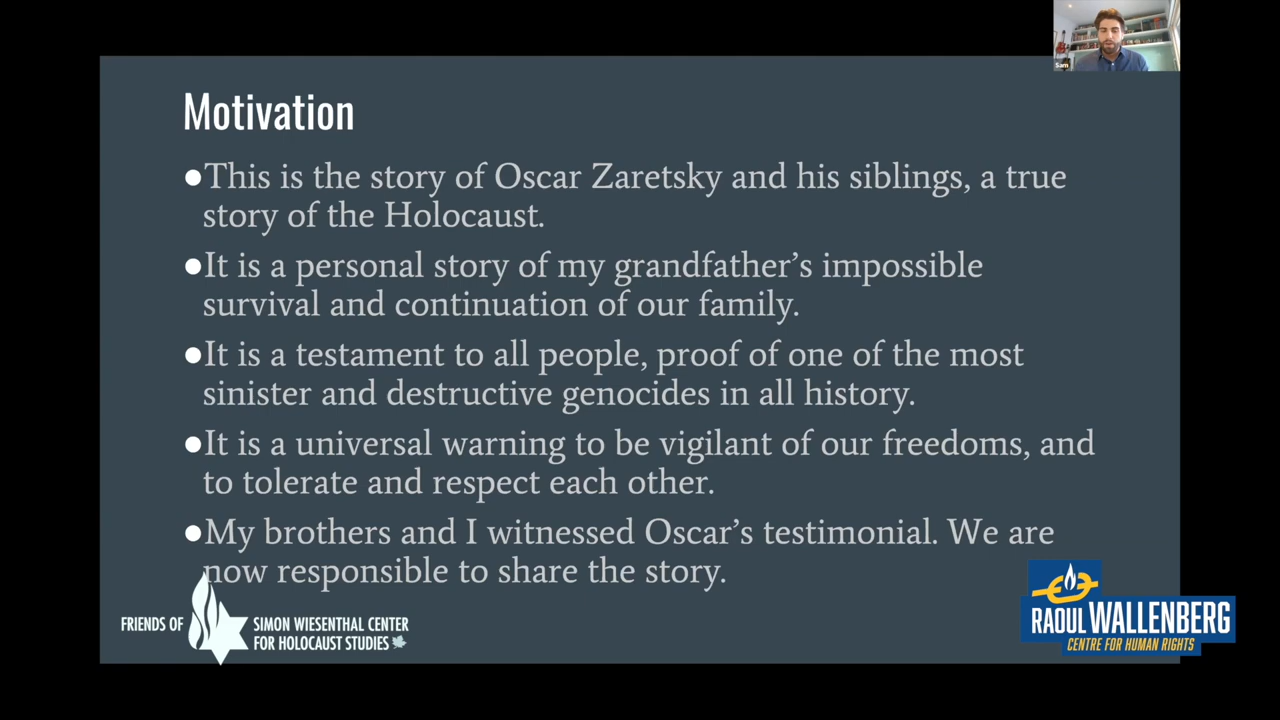 Sam
Motivation
●This is the story of Oscar Zaretsky and his siblings, a true
story of the Holocaust.
●It is a personal story of my grandfather’s impossible
survival and continuation of our family.
●It is a testament to all people, proof of one of the most
sinister and destructive genocides in all history.
●It is a universal warning to be vigilant of our freedoms, and
to tolerate and respect each other.
●My brothers and I witnessed Oscar’s testimonial. We are
now responsible to share the story.
FRIENDS OF
SIMON WIESENTHAL CENTER
FOR HOLOCAUST STUDIES
RAOUL WALLENBERG
CENTRE FOR HUMAN RIGHTS